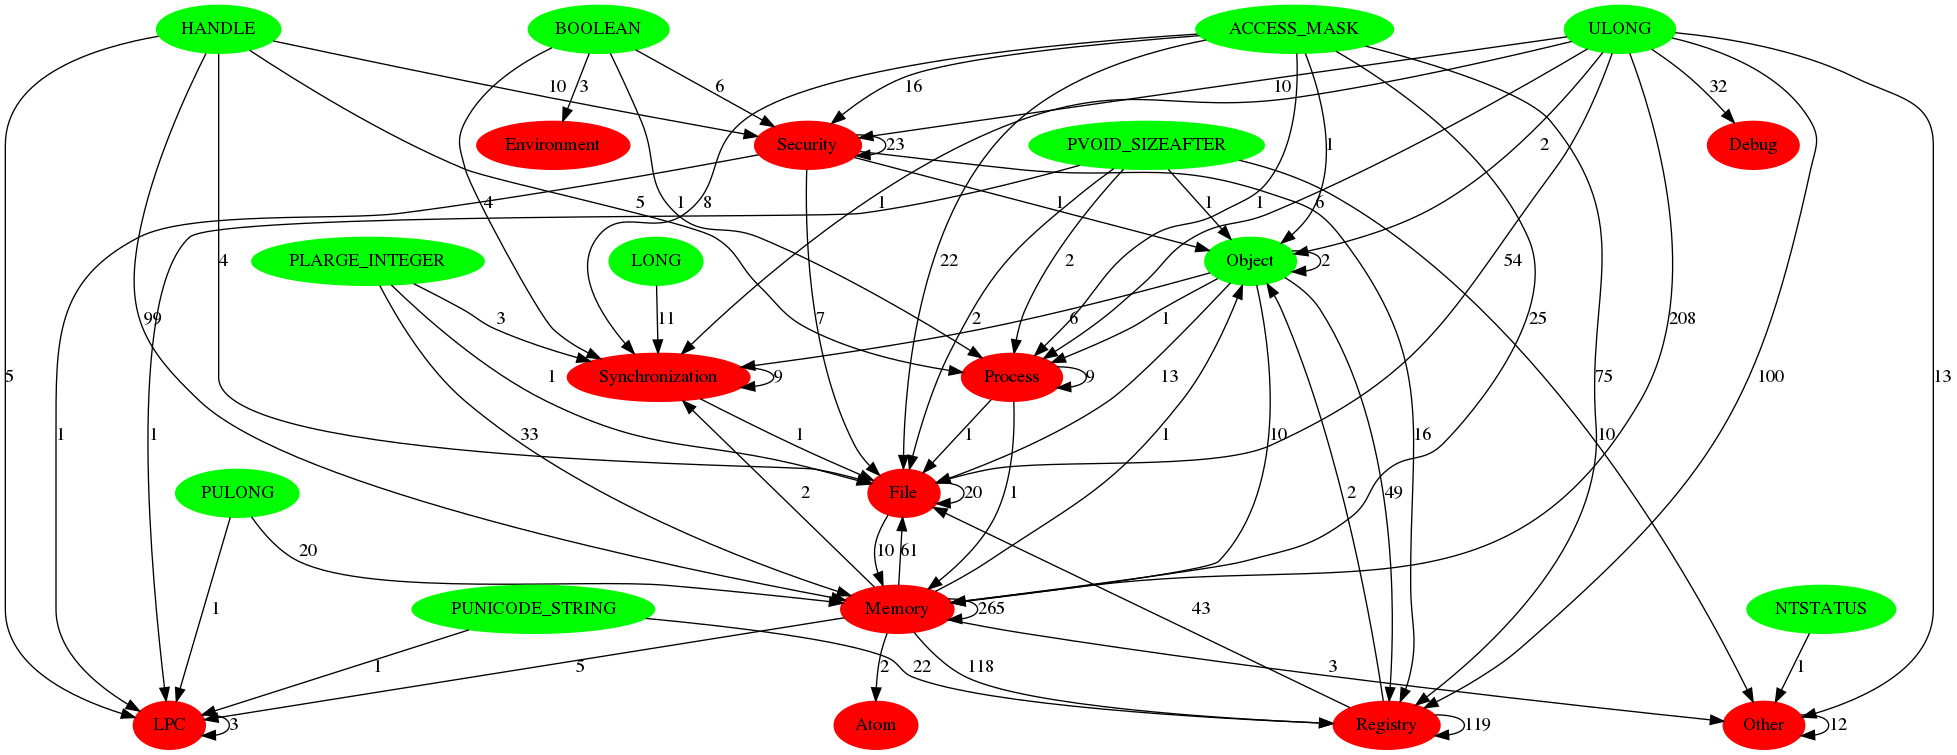 HANDLE BOOLEAN ACCESS_MASK ULONG
10 3 6 16 10 32
Environment Security 23 PVOID_SIZEAFTER Debug
1 2
4 5 1 8 1 1 1 1 6
4 PLARGE_INTEGER LONG 22 2 Object 2 54
99 3 11 6 7 2 1 25 208
5 Synchronization 9 1 Process 9 13 75 100 13
1 1 33 1 1 10 16 10
PULONG 2 File 20 1 2 49
20 10 61
1 PUNICODE_STRING Memory 265 43 NTSTATUS
1 5 2 22 118 3 1
LPC 3 Atom Registry 119 Other 12